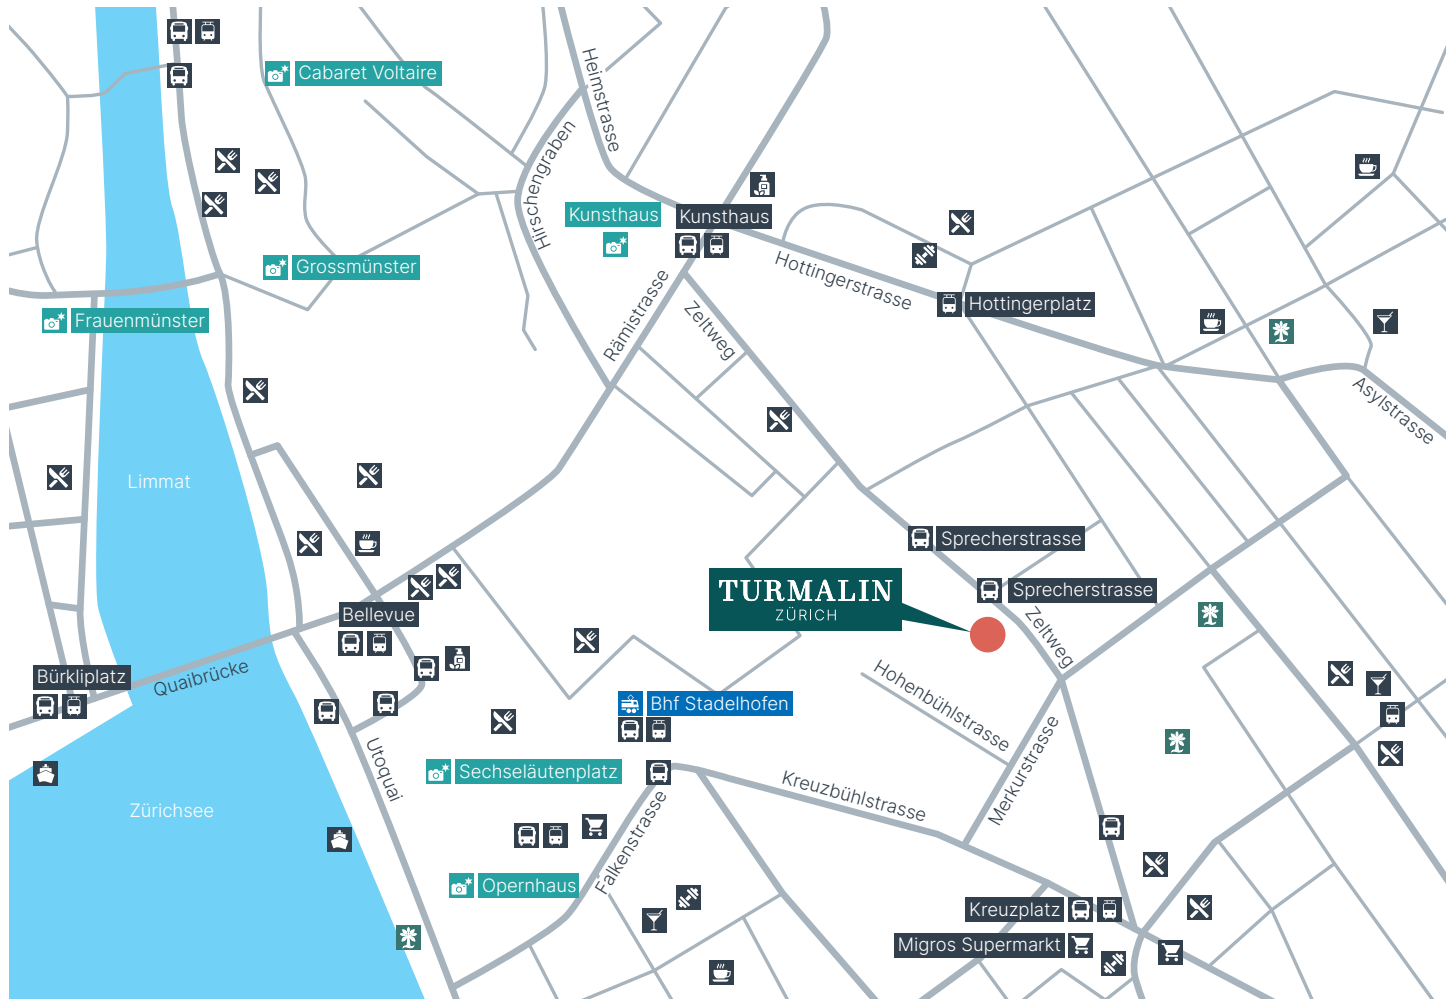 Cabaret Voltaire
Heimstrasse
Hirschengraben
Kunsthaus
Kunsthaus
Grossmünster
Hottingerstrasse
Hottingerplatz
Frauenmünster
Rämistrasse
Zeltweg
Asylstrasse
Limmat
Sprecherstrasse
Sprecherstrasse
TURMALIN
ZÜRICH
Bellevue
Zeltweg
Bürkliplatz
Quaibrücke
Hohenbühlstrasse
Bhf Stadelhofen
Utoquai
Sechseläutenplatz
Merkurstrasse
Kreuzbühlstrasse
Zürichsee
Falkenstrasse
Opernhaus
Kreuzplatz
Migros Supermarkt